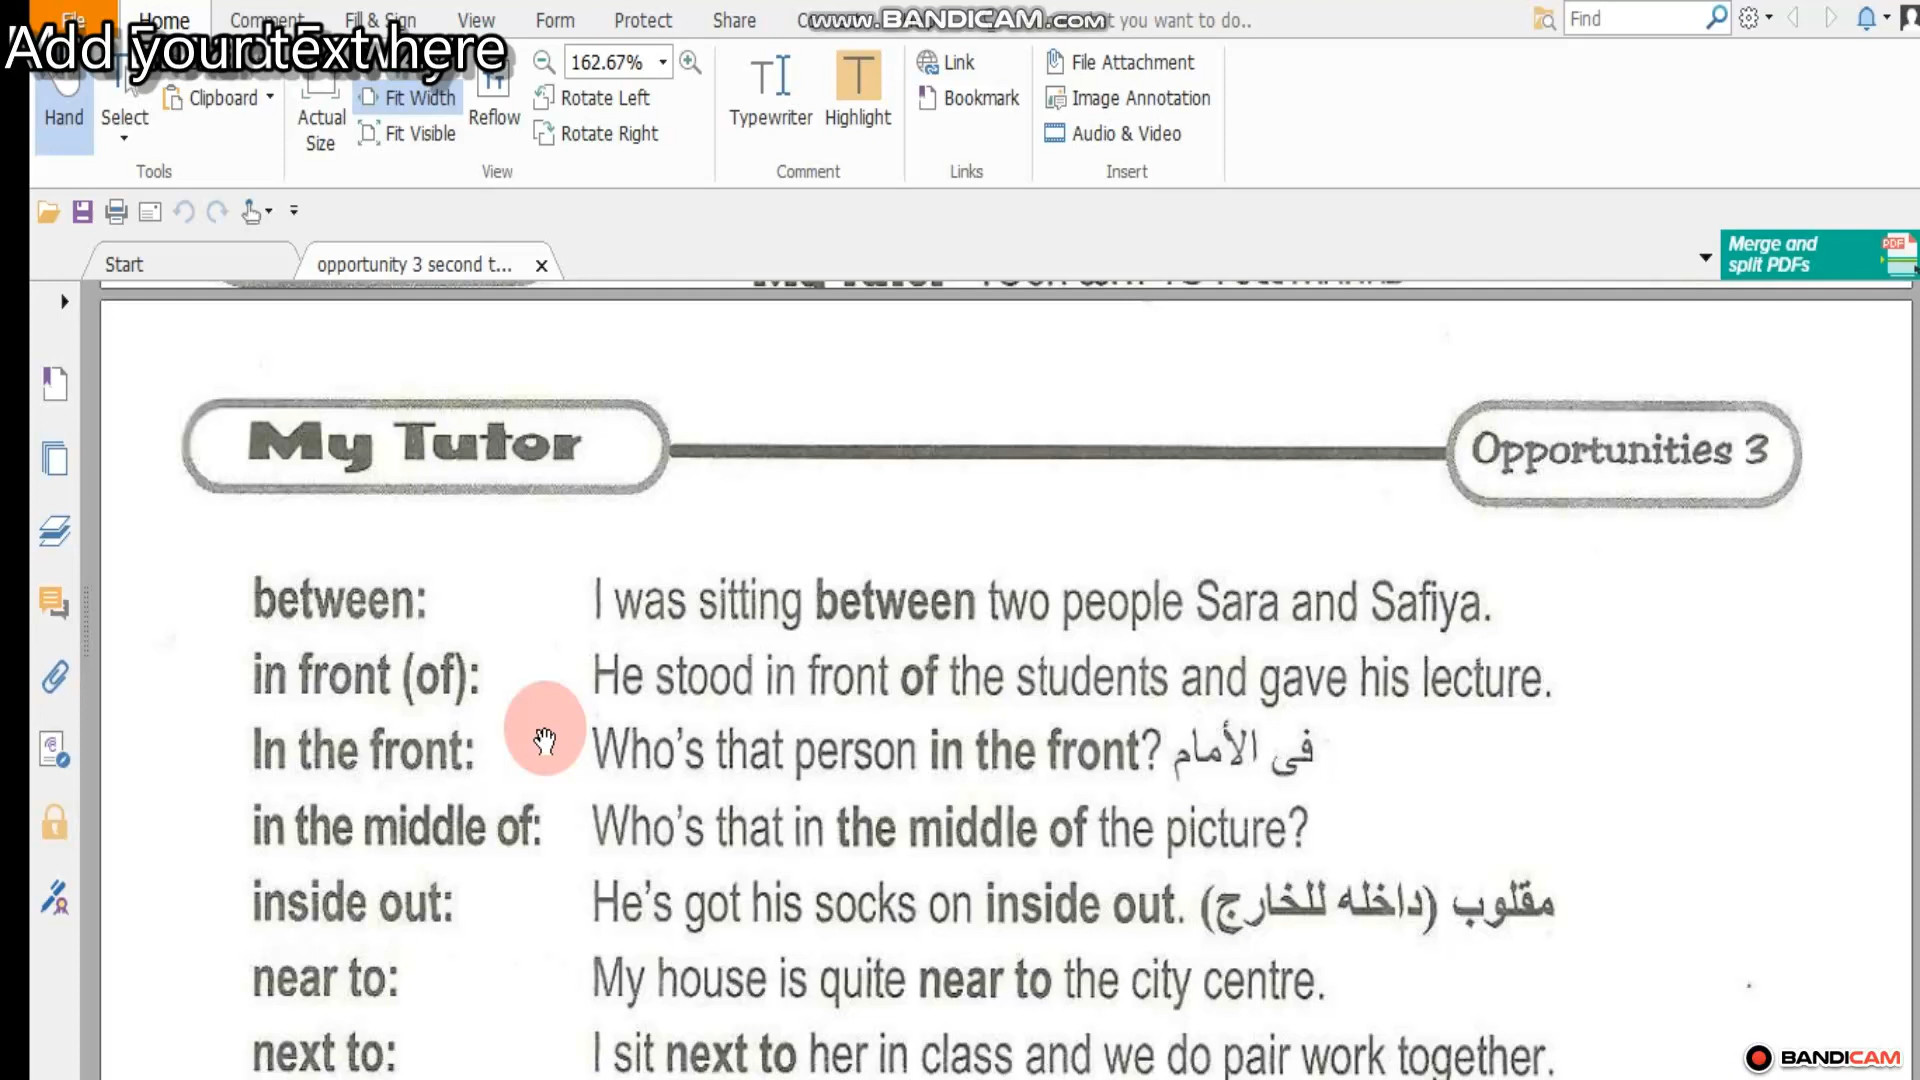 File Home Comment Fill & Sign View Form Protect Share www.BANDICAM.com t you want to do.. Find
Add your text here
162.67%
Link
File Attachment
Clipboard
Fit Width
Rotate Left
Bookmark
Image Annotation
Hand
Select
Actual Size
Fit Visible
Reflow
Rotate Right
Typewriter
Highlight
Audio & Video
Tools
View
Comment
Links
Insert
Start
opportunity 3 second t...
Merge and
split PDFs
PDF
My Tutor
My Tutor
Opportunities 3
between: I was sitting between two people Sara and Safiya.
in front (of): He stood in front of the students and gave his lecture.
In the front: Who's that person in the front? فى الأمام
in the middle of: Who's that in the middle of the picture?
inside out: He's got his socks on inside out. مقلوب (داخله للخارج)
near to: My house is quite near to the city centre.
next to: I sit next to her in class and we do pair work together.
BANDICAM